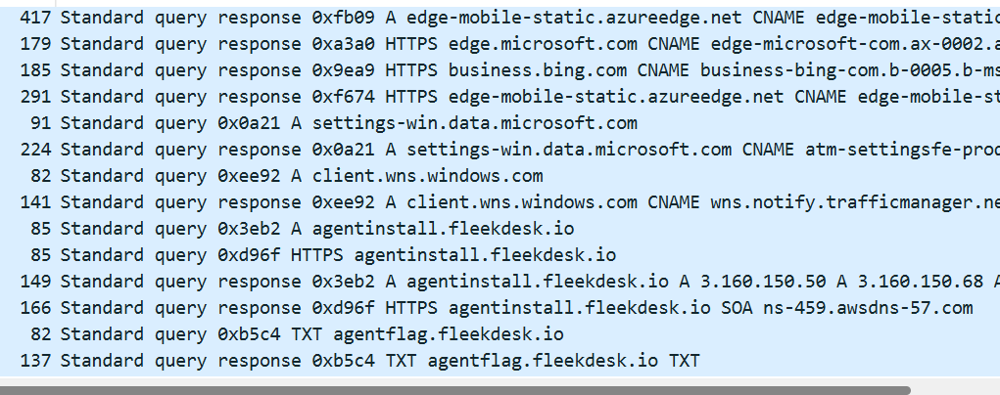 417 Standard query response 0xfb09 A edge-mobile-static.azureedge.net CNAME edge-mobile-static
179 Standard query response 0xa3a0 HTTPS edge.microsoft.com CNAME edge-microsoft-com.ax-0002.a
185 Standard query response 0x9ea9 HTTPS business.bing.com CNAME business-bing-com.b-0005.b-ms
291 Standard query response 0xf674 HTTPS edge-mobile-static.azureedge.net CNAME edge-mobile-st
91 Standard query 0x0a21 A settings-win.data.microsoft.com
224 Standard query response 0x0a21 A settings-win.data.microsoft.com CNAME atm-settingsfe-prod
82 Standard query 0xee92 A client.wns.windows.com
141 Standard query response 0xee92 A client.wns.windows.com CNAME wns.notify.trafficmanager.ne
85 Standard query 0x3eb2 A agentinstall.fleekdesk.io
85 Standard query 0xd96f HTTPS agentinstall.fleekdesk.io
149 Standard query response 0x3eb2 A agentinstall.fleekdesk.io A 3.160.150.50 A 3.160.150.68 A
166 Standard query response 0xd96f HTTPS agentinstall.fleekdesk.io SOA ns-459.awsdns-57.com
82 Standard query 0xb5c4 TXT agentflag.fleekdesk.io
137 Standard query response 0xb5c4 TXT agentflag.fleekdesk.io TXT